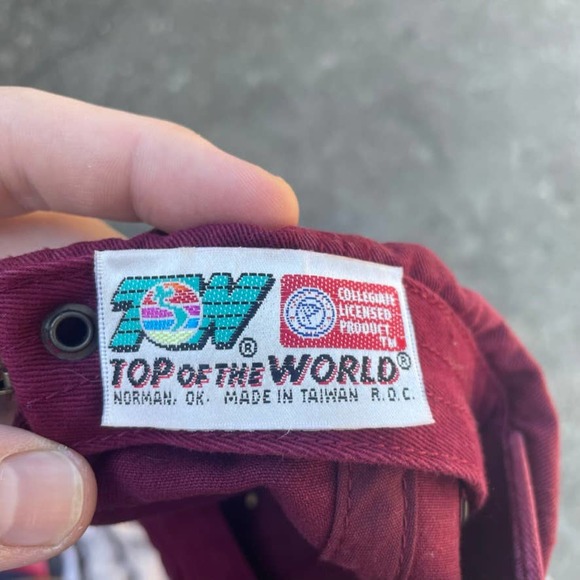 TOW®
COLLEGIATE
LICENSED
PRODUCT
TM
TOP OF THE WORLD®
NORMAN, OK. MADE IN TAIWAN R.O.C.